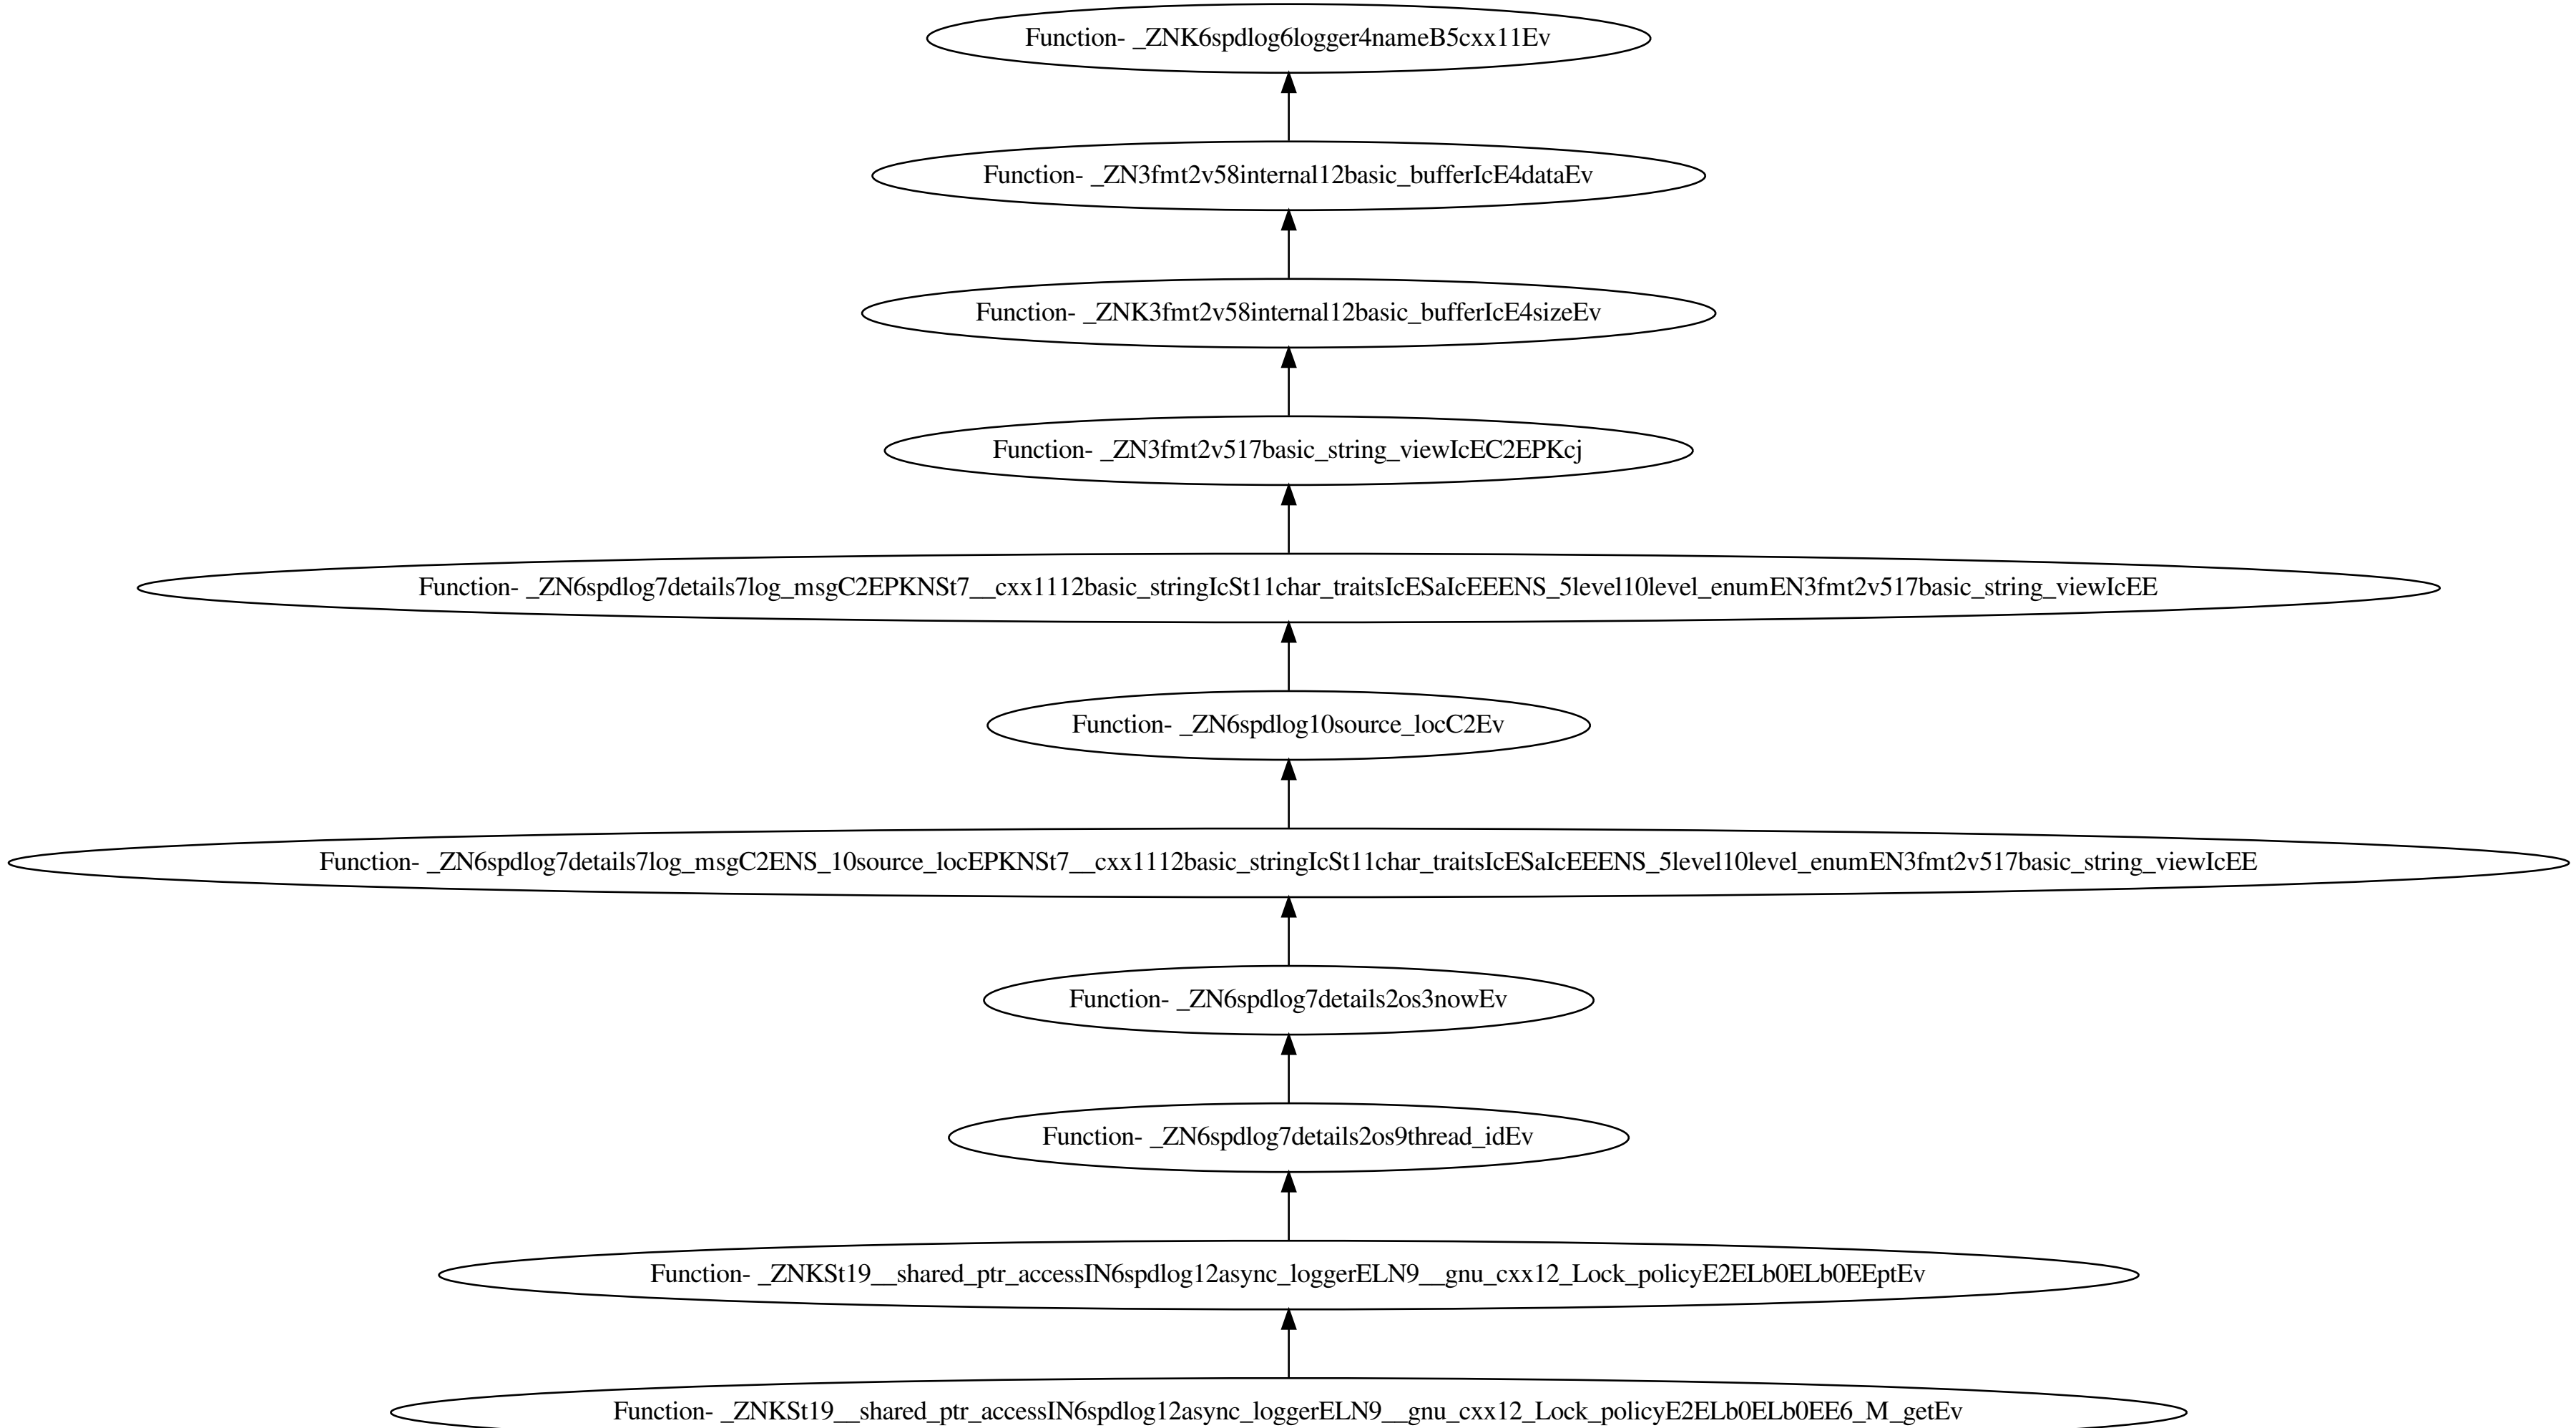 Function- _ZNK6spdlog6logger4nameB5cxx11Ev
Function- _ZN3fmt2v58internal12basic_bufferIcE4dataEv
Function- _ZNK3fmt2v58internal12basic_bufferIcE4sizeEv
Function- _ZN3fmt2v517basic_string_viewIcEC2EPKcj
Function- _ZN6spdlog7details7log_msgC2EPKNSt7__cxx1112basic_stringIcSt11char_traitsIcESaIcEEENS_5level10level_enumEN3fmt2v517basic_string_viewIcEE
Function- _ZN6spdlog10source_locC2Ev
Function- _ZN6spdlog7details7log_msgC2ENS_10source_locEPKNSt7__cxx1112basic_stringIcSt11char_traitsIcESaIcEEENS_5level10level_enumEN3fmt2v517basic_string_viewIcEE
Function- _ZN6spdlog7details2os3nowEv
Function- _ZN6spdlog7details2os9thread_idEv
Function- _ZNKSt19__shared_ptr_accessIN6spdlog12async_loggerELN9__gnu_cxx12_Lock_policyE2ELb0ELb0EEptEv
Function- _ZNKSt19__shared_ptr_accessIN6spdlog12async_loggerELN9__gnu_cxx12_Lock_policyE2ELb0ELb0EE6_M_getEv